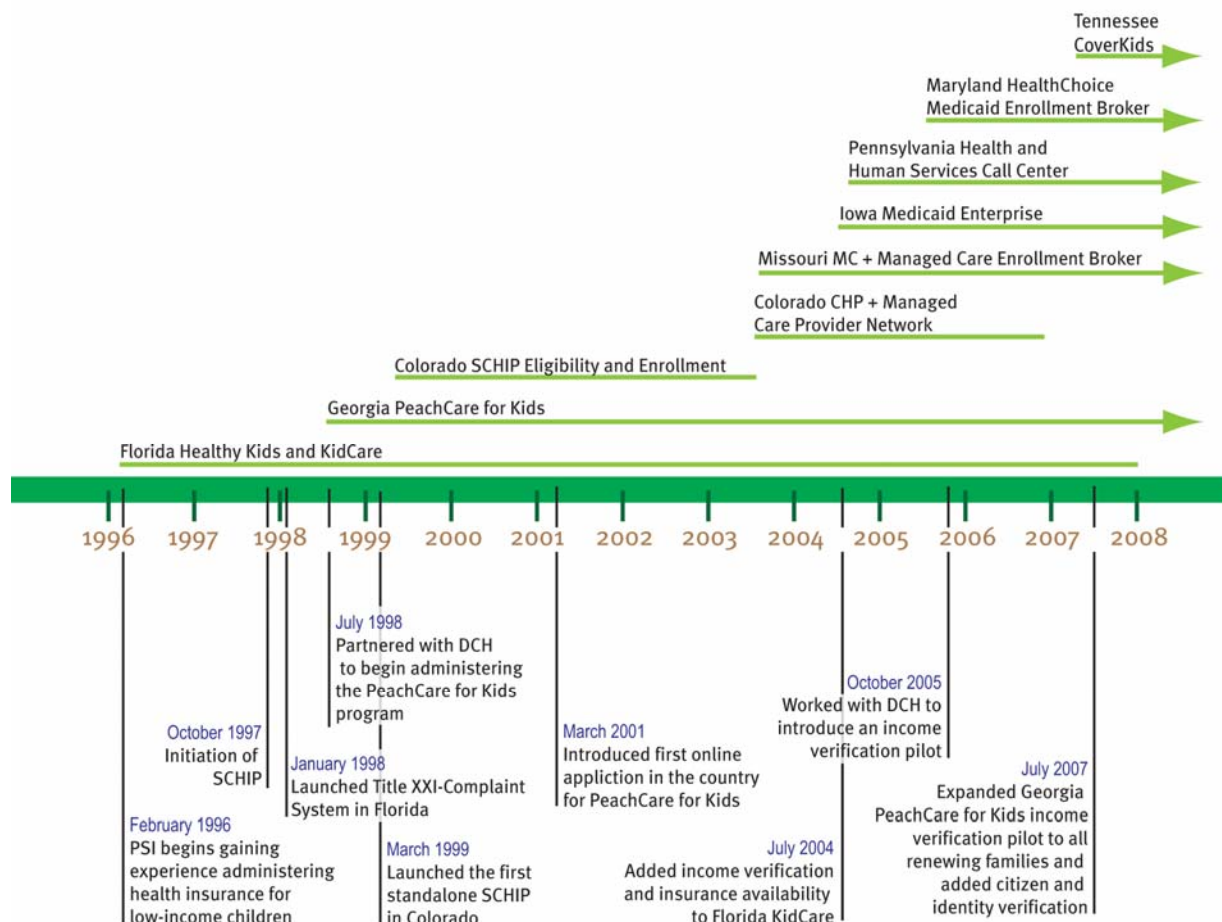 Tennessee
CoverKids
Maryland HealthChoice
Medicaid Enrollment Broker
Pennsylvania Health and
Human Services Call Center
Iowa Medicaid Enterprise
Missouri MC + Managed Care Enrollment Broker
Colorado CHP + Managed
Care Provider Network
Colorado SCHIP Eligibility and Enrollment
Georgia PeachCare for Kids
Florida Healthy Kids and KidCare
1996 1997 1998 1999 2000 2001 2002 2003 2004 2005 2006 2007 2008
July 1998
Partnered with DCH
to begin administering
the PeachCare for Kids
program
October 2005
Worked with DCH to
introduce an income
verification pilot
October 1997
Initiation of
SCHIP
March 2001
Introduced first online
appliction in the country
for PeachCare for Kids
January 1998
Launched Title XXI-Complaint
System in Florida
July 2007
Expanded Georgia
PeachCare for Kids income
verification pilot to all
renewing families and
added citizen and
identity verification
February 1996
PSI begins gaining
experience administering
health insurance for
low-income children
March 1999
Launched the first
standalone SCHIP
in Colorado
July 2004
Added income verification
and insurance availability
to Florida KidCare